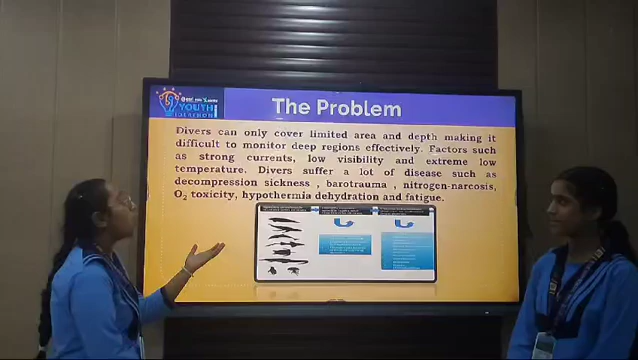 YOUTH
IDEATHON
The Problem
Divers can only cover limited area and depth making it
difficult to monitor deep regions effectively. Factors such
as strong currents, low visibility and extreme low
temperature. Divers suffer a lot of disease such as
decompression sickness , barotrauma , nitrogen-narcosis,
O₂ toxicity, hypothermia dehydration and fatigue.